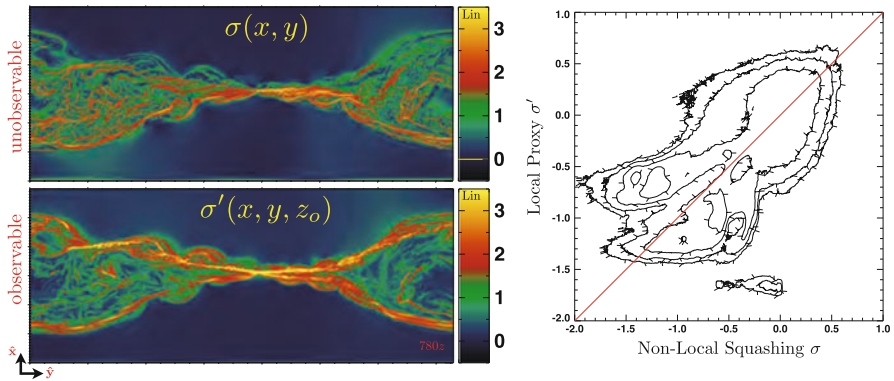 unobservable
σ(x, y)
Lin
3
2
1
0
observable
σ′(x, y, z_o)
Lin
3
2
1
0
780z
x̂
ŷ
Local Proxy σ′
1.0
0.5
0.0
-0.5
-1.0
-1.5
-2.0
-2.0 -1.5 -1.0 -0.5 0.0 0.5 1.0
Non-Local Squashing σ